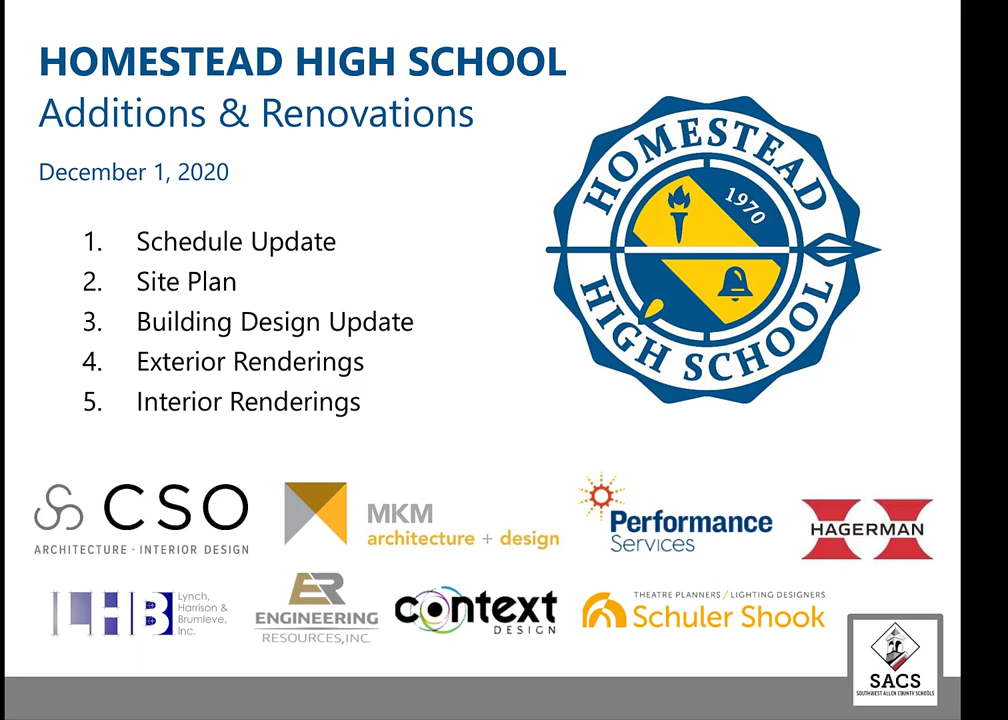 HOMESTEAD HIGH SCHOOL
Additions & Renovations
December 1, 2020
1. Schedule Update
2. Site Plan
3. Building Design Update
4. Exterior Renderings
5. Interior Renderings
HOMESTEAD
1970
HIGH SCHOOL
CSO
ARCHITECTURE · INTERIOR DESIGN
MKM
architecture + design
Performance
Services
HAGERMAN
LHB
Lynch,
Harrison &
Brumleve,
Inc.
ER
ENGINEERING
RESOURCES, INC.
context
DESIGN
THEATRE PLANNERS / LIGHTING DESIGNERS
Schuler Shook
SACS
SOUTHWEST ALLEN COUNTY SCHOOLS